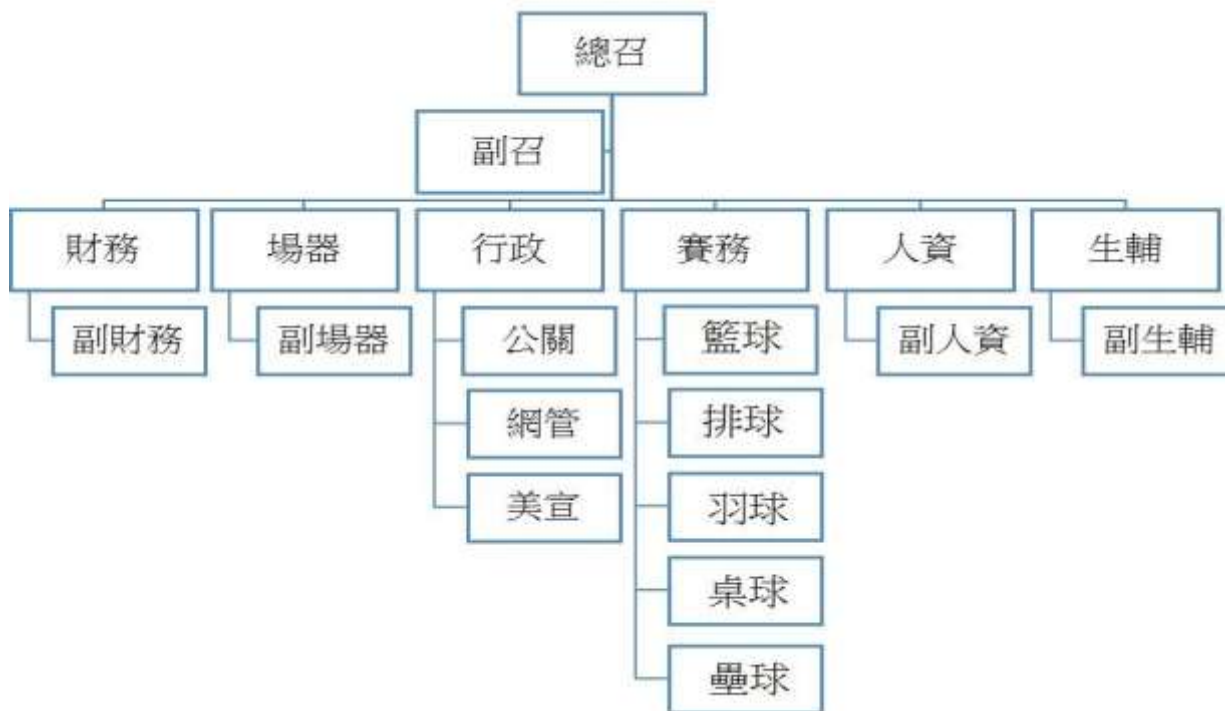 總召
副召
財務
場器
行政
賽務
人資
生輔
副財務
副場器
公關
籃球
副人資
副生輔
網管
排球
美宣
羽球
桌球
壘球